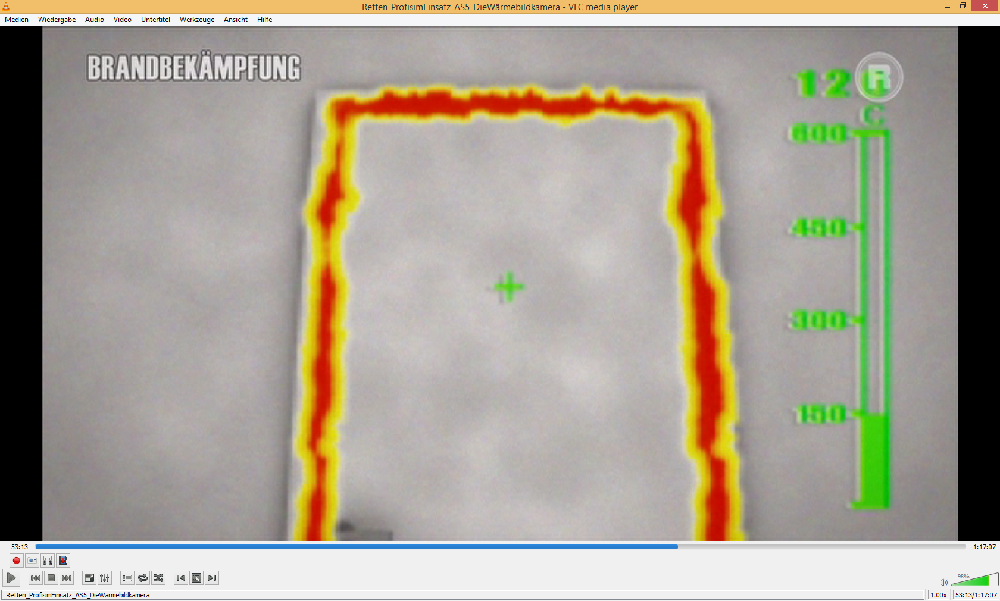 Retten_ProfisimEinsatz_AS5_DieWärmebildkamera - VLC media player
Medien Wiedergabe Audio Video Untertitel Werkzeuge Ansicht Hilfe
BRANDBEKÄMPFUNG
12
R
C
600
450
300
150
53:13
1:17:07
98%
Retten_ProfisimEinsatz_AS5_DieWärmebildkamera
1.00x
53:13/1:17:07